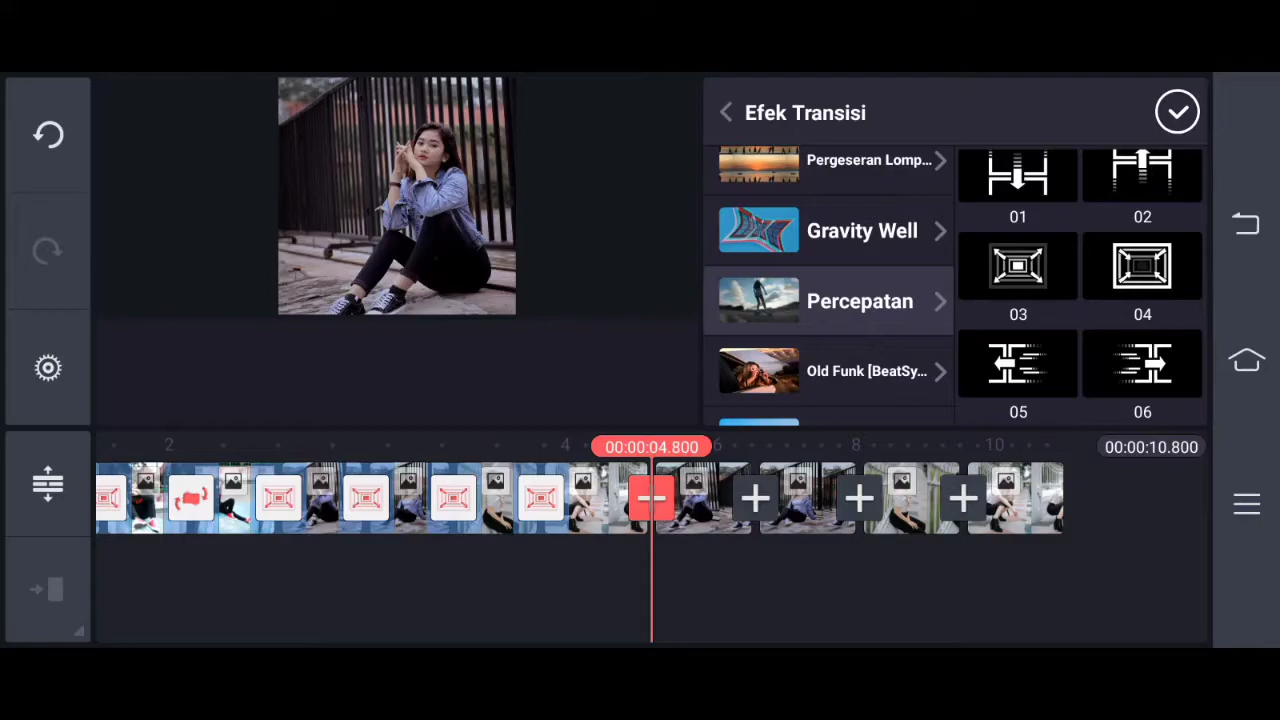 Efek Transisi
Pergeseran Lomp...
Gravity Well
Percepatan
Old Funk [BeatSy...
01
02
03
04
05
06
2
4
00:00:04.800
6
8
10
00:00:10.800